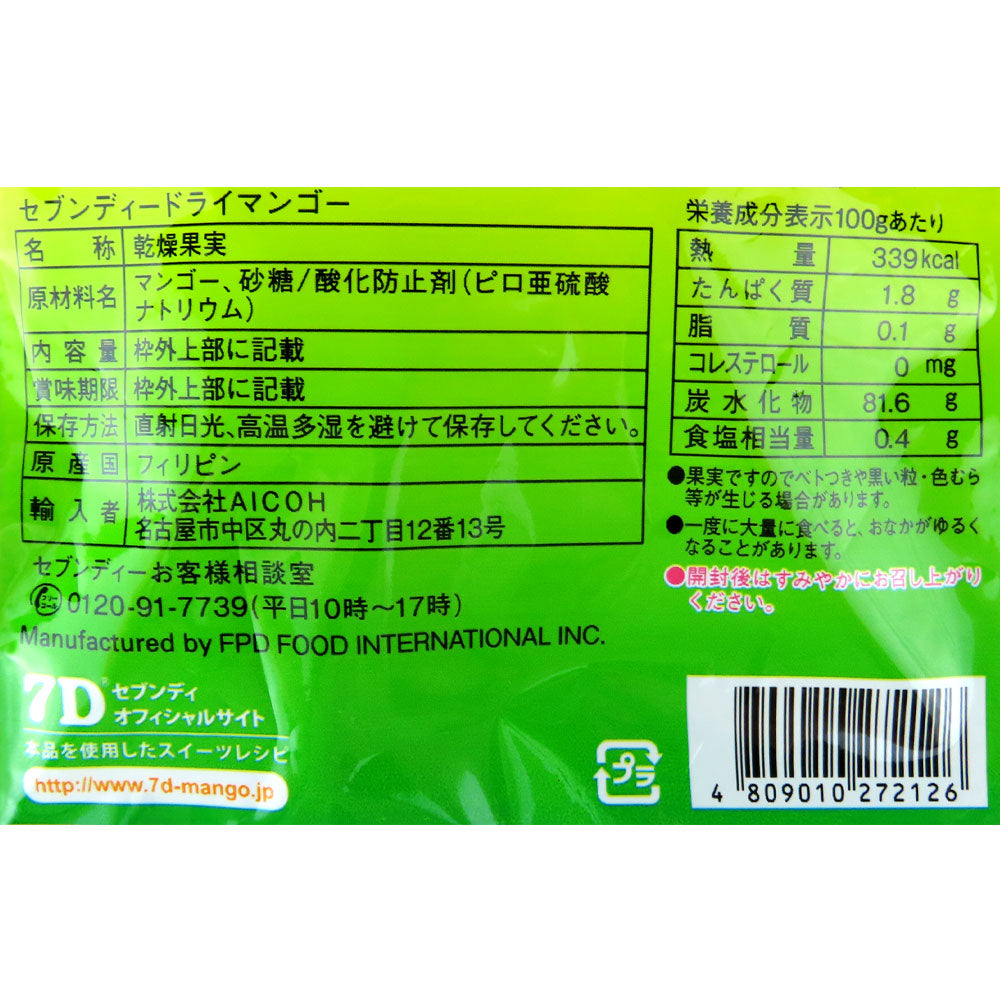 セブンディードライマンゴー
名 称 乾燥果実
原材料名 マンゴー、砂糖/酸化防止剤(ピロ亜硫酸
ナトリウム)
内容量 枠外上部に記載
賞味期限 枠外上部に記載
保存方法 直射日光、高温多湿を避けて保存してください。
原産国 フィリピン
輸入者 株式会社AICOH
名古屋市中区丸の内二丁目12番13号
セブンディーお客様相談室
フリーコール 0120-91-7739(平日10時~17時)
Manufactured by FPD FOOD INTERNATIONAL INC.
7D® セブンディ
オフィシャルサイト
本品を使用したスイーツレシピ
http://www.7d-mango.jp
栄養成分表示100gあたり
熱量 339kcal
たんぱく質 1.8 g
脂質 0.1 g
コレステロール 0 mg
炭水化物 81.6 g
食塩相当量 0.4 g
●果実ですのでベトつきや黒い粒・色むら
等が生じる場合があります。
●一度に大量に食べると、おなかがゆるく
なることがあります。
●開封後はすみやかにお召し上がり
ください。
プラ
4 809010 272126